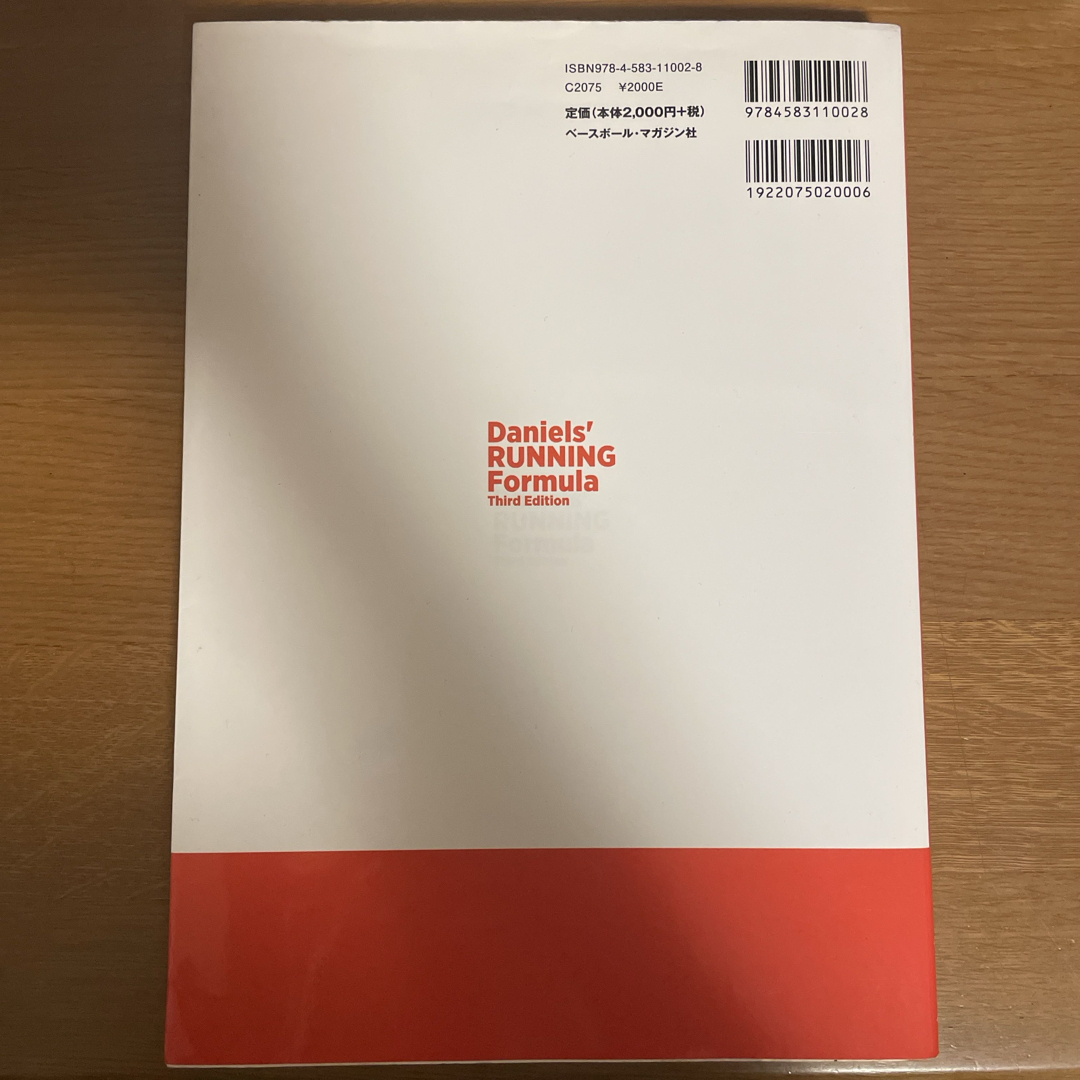 ISBN978-4-583-11002-8
C2075 ¥2000E
定価(本体2,000円+税)
ベースボール・マガジン社
9784583110028
1922075020006
Daniels'
RUNNING
Formula
Third Edition
RUNNING
Formula